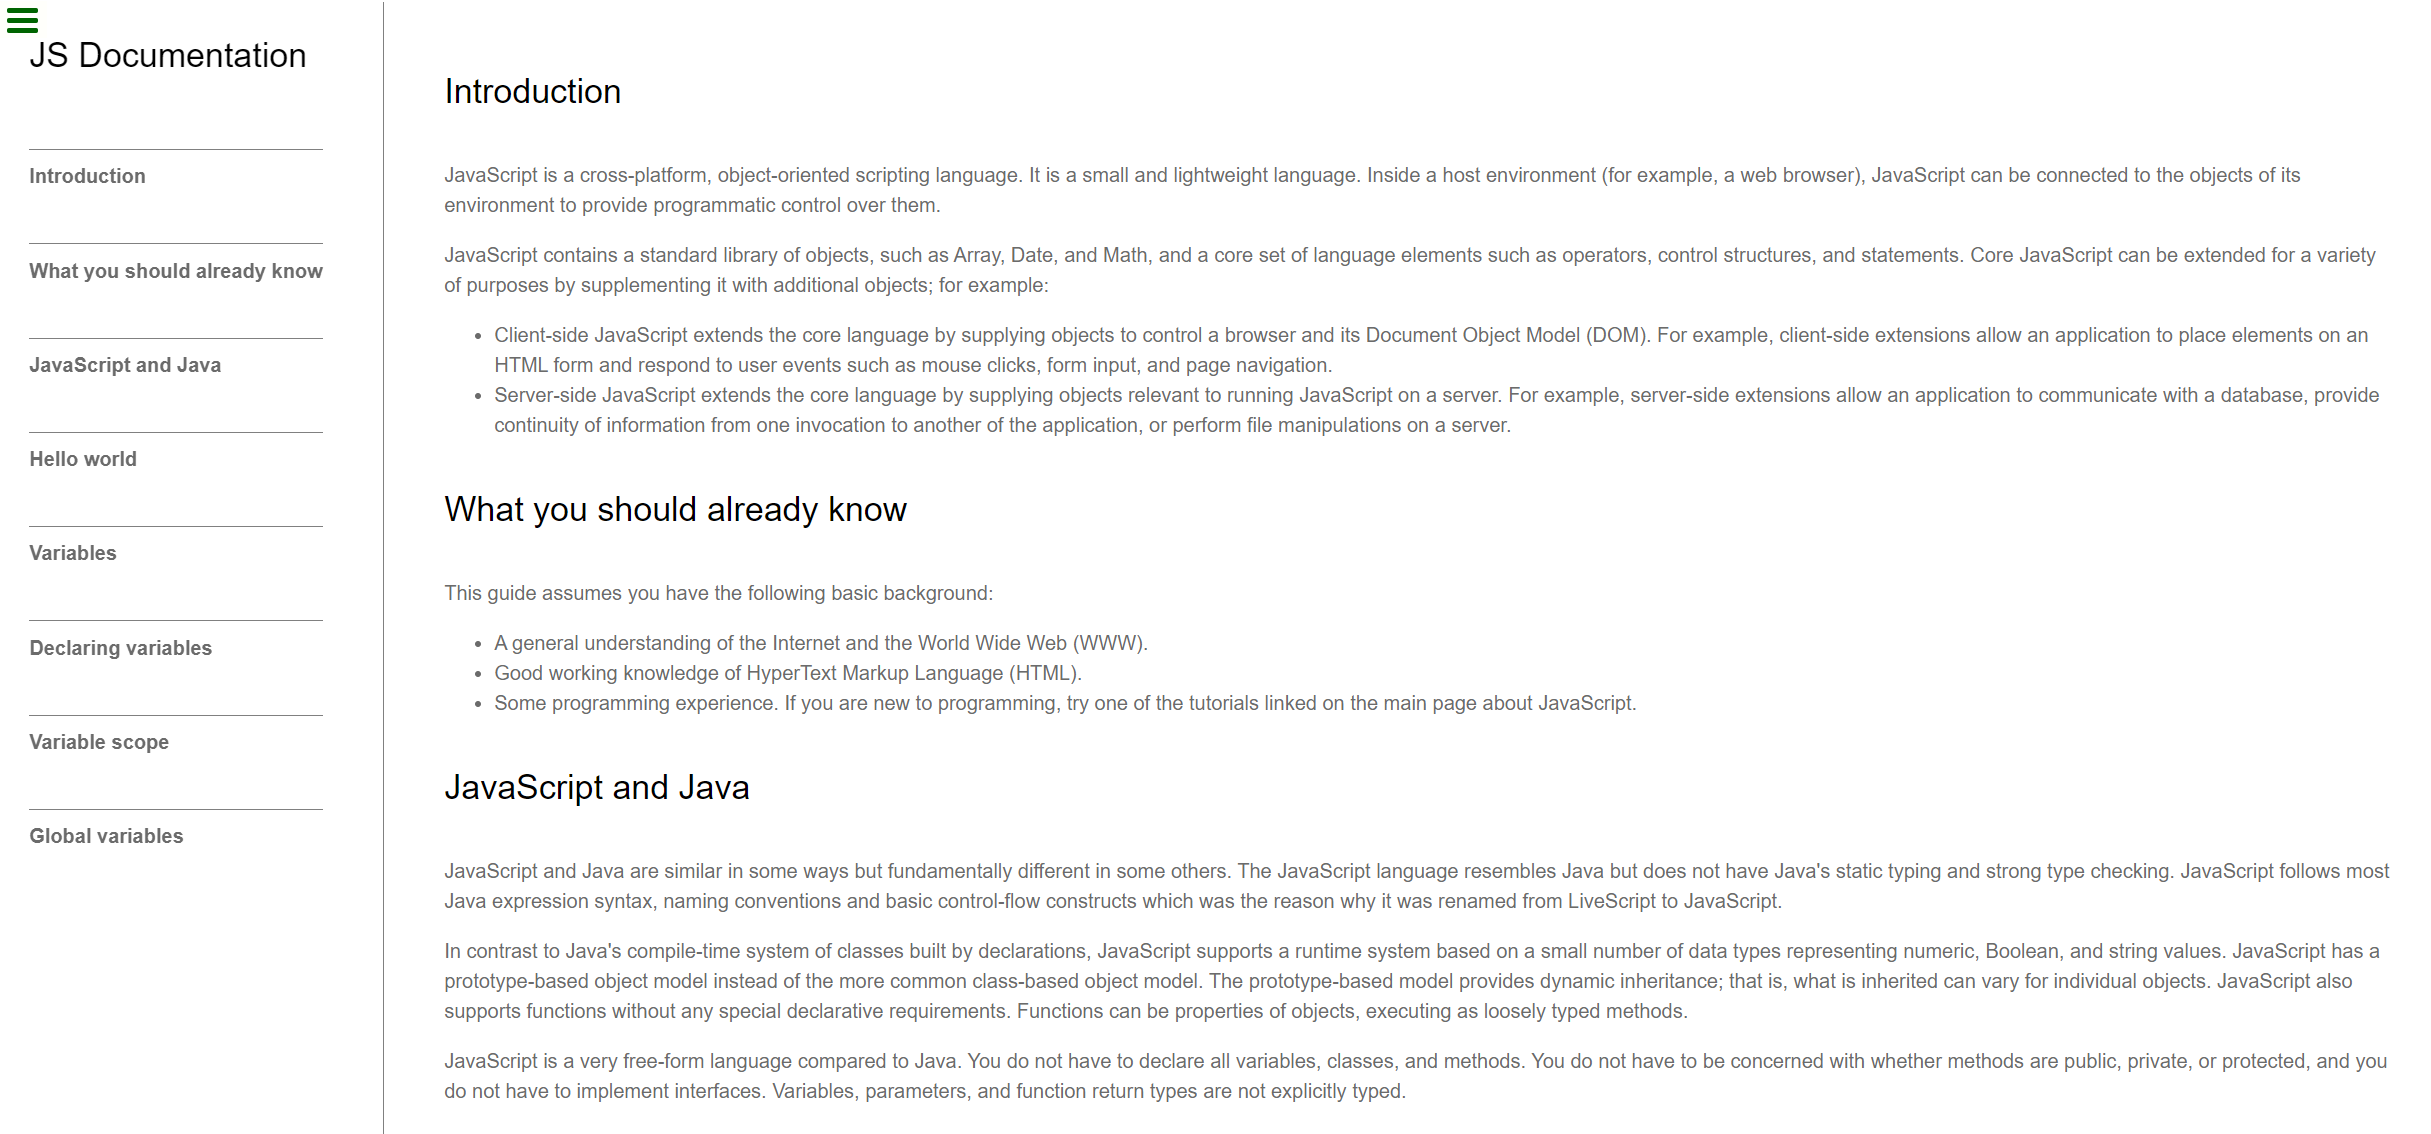 JS Documentation
Introduction
What you should already know
JavaScript and Java
Hello world
Variables
Declaring variables
Variable scope
Global variables
Introduction
JavaScript is a cross-platform, object-oriented scripting language. It is a small and lightweight language. Inside a host environment (for example, a web browser), JavaScript can be connected to the objects of its
environment to provide programmatic control over them.
JavaScript contains a standard library of objects, such as Array, Date, and Math, and a core set of language elements such as operators, control structures, and statements. Core JavaScript can be extended for a variety
of purposes by supplementing it with additional objects; for example:
• Client-side JavaScript extends the core language by supplying objects to control a browser and its Document Object Model (DOM). For example, client-side extensions allow an application to place elements on an
HTML form and respond to user events such as mouse clicks, form input, and page navigation.
• Server-side JavaScript extends the core language by supplying objects relevant to running JavaScript on a server. For example, server-side extensions allow an application to communicate with a database, provide
continuity of information from one invocation to another of the application, or perform file manipulations on a server.
What you should already know
This guide assumes you have the following basic background:
• A general understanding of the Internet and the World Wide Web (WWW).
• Good working knowledge of HyperText Markup Language (HTML).
• Some programming experience. If you are new to programming, try one of the tutorials linked on the main page about JavaScript.
JavaScript and Java
JavaScript and Java are similar in some ways but fundamentally different in some others. The JavaScript language resembles Java but does not have Java's static typing and strong type checking. JavaScript follows most
Java expression syntax, naming conventions and basic control-flow constructs which was the reason why it was renamed from LiveScript to JavaScript.
In contrast to Java's compile-time system of classes built by declarations, JavaScript supports a runtime system based on a small number of data types representing numeric, Boolean, and string values. JavaScript has a
prototype-based object model instead of the more common class-based object model. The prototype-based model provides dynamic inheritance; that is, what is inherited can vary for individual objects. JavaScript also
supports functions without any special declarative requirements. Functions can be properties of objects, executing as loosely typed methods.
JavaScript is a very free-form language compared to Java. You do not have to declare all variables, classes, and methods. You do not have to be concerned with whether methods are public, private, or protected, and you
do not have to implement interfaces. Variables, parameters, and function return types are not explicitly typed.